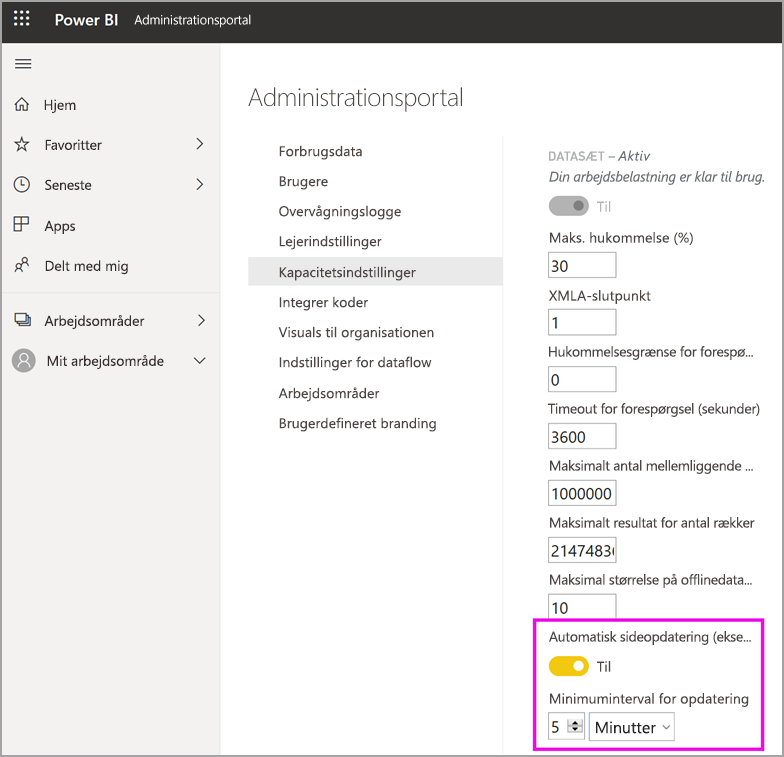 Power BI Administrationsportal
Hjem
Favoritter
Seneste
Apps
Delt med mig
Arbejdsområder
Mit arbejdsområde
Administrationsportal
Forbrugsdata
Brugere
Overvågningslogge
Lejerindstillinger
Kapacitetsindstillinger
Integrer koder
Visuals til organisationen
Indstillinger for dataflow
Arbejdsområder
Brugerdefineret branding
DATASÆT – Aktiv
Din arbejdsbelastning er klar til brug.
Til
Maks. hukommelse (%)
30
XMLA-slutpunkt
1
Hukommelsesgrænse for forespø...
0
Timeout for forespørgsel (sekunder)
3600
Maksimalt antal mellemliggende ...
1000000
Maksimalt resultat for antal rækker
2147483
Maksimal størrelse på offlinedata...
10
Automatisk sideopdatering (ekse...
Til
Minimuminterval for opdatering
5 Minutter